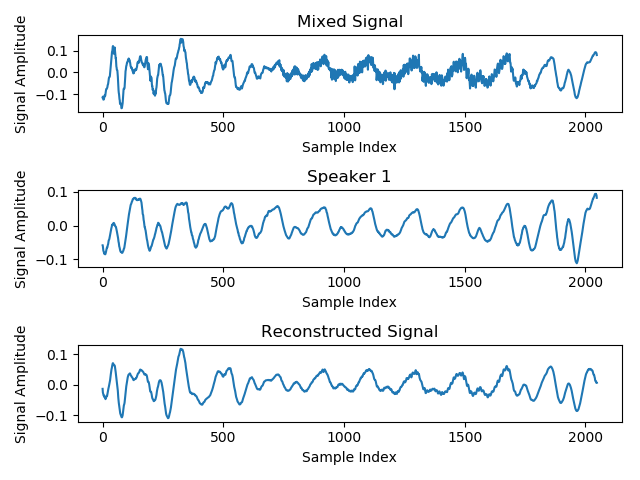 Mixed Signal
Signal Amplitude
0.1
0.0
−0.1
0 500 1000 1500 2000
Sample Index
Speaker 1
Signal Amplitude
0.1
0.0
−0.1
0 500 1000 1500 2000
Sample Index
Reconstructed Signal
Signal Amplitude
0.1
0.0
−0.1
0 500 1000 1500 2000
Sample Index